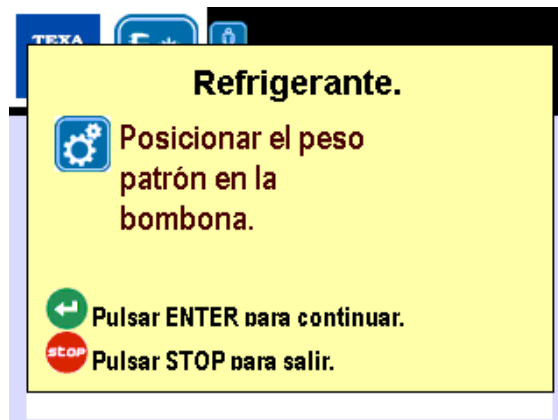 TEXA
Refrigerante.
Posicionar el peso
patrón en la
bombona.
Pulsar ENTER para continuar.
stop
Pulsar STOP para salir.